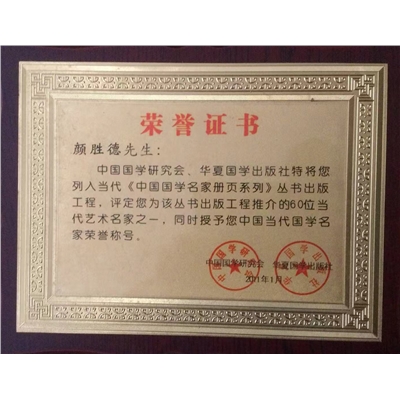 荣誉证书
颜胜德先生：
中国国学研究会、华夏国学出版社特将您
列入当代《中国国学名家册页系列》丛书出版
工程，评定您为该丛书出版工程推介的60位当
代艺术名家之一，同时授予您中国当代国学名
家荣誉称号。
中国国学研究会 华夏国学出版社
2011年1月